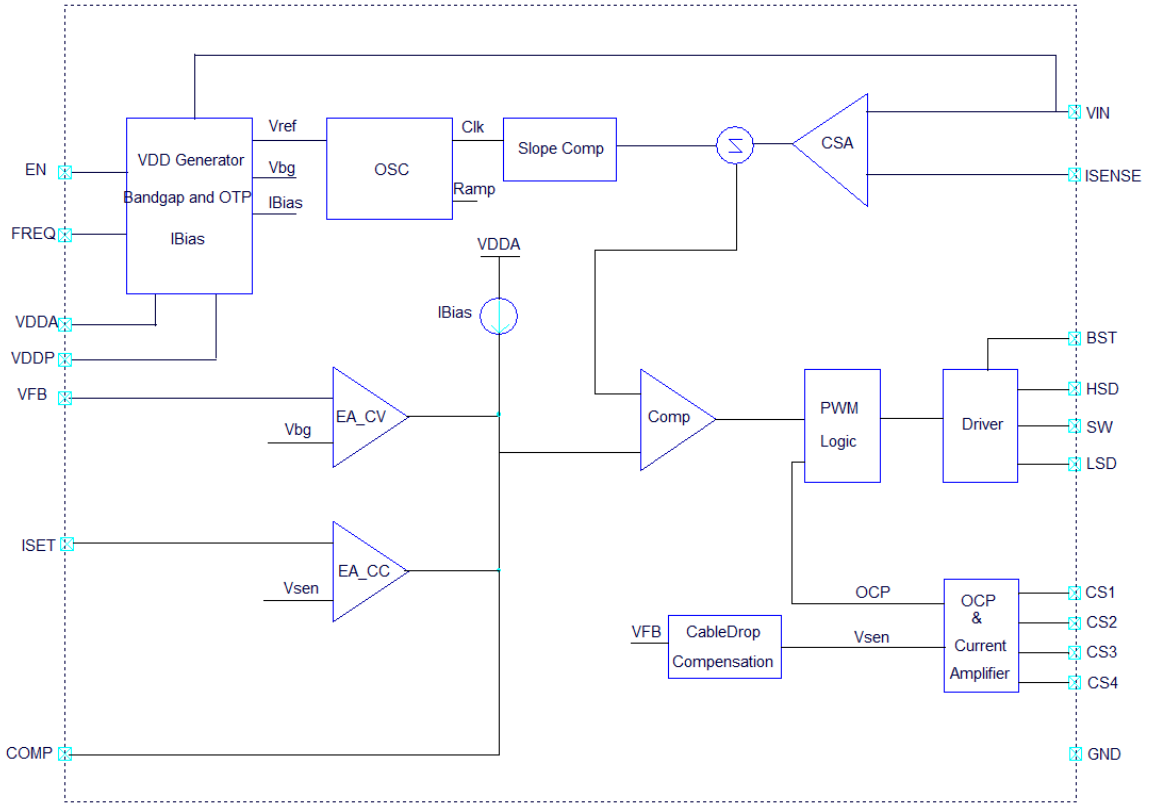 VIN
Vref
Clk
VDD Generator
OSC
Slope Comp
Σ
CSA
EN
Vbg
ISENSE
Bandgap and OTP
Ramp
IBias
FREQ
IBias
VDDA
IBias
VDDA
VDDP
BST
VFB
HSD
EA_CV
Comp
PWM
Logic
Driver
SW
Vbg
LSD
ISET
EA_CC
Vsen
OCP
OCP
&
Current
Amplifier
CS1
CS2
CS3
CS4
VFB
CableDrop
Compensation
Vsen
COMP
GND